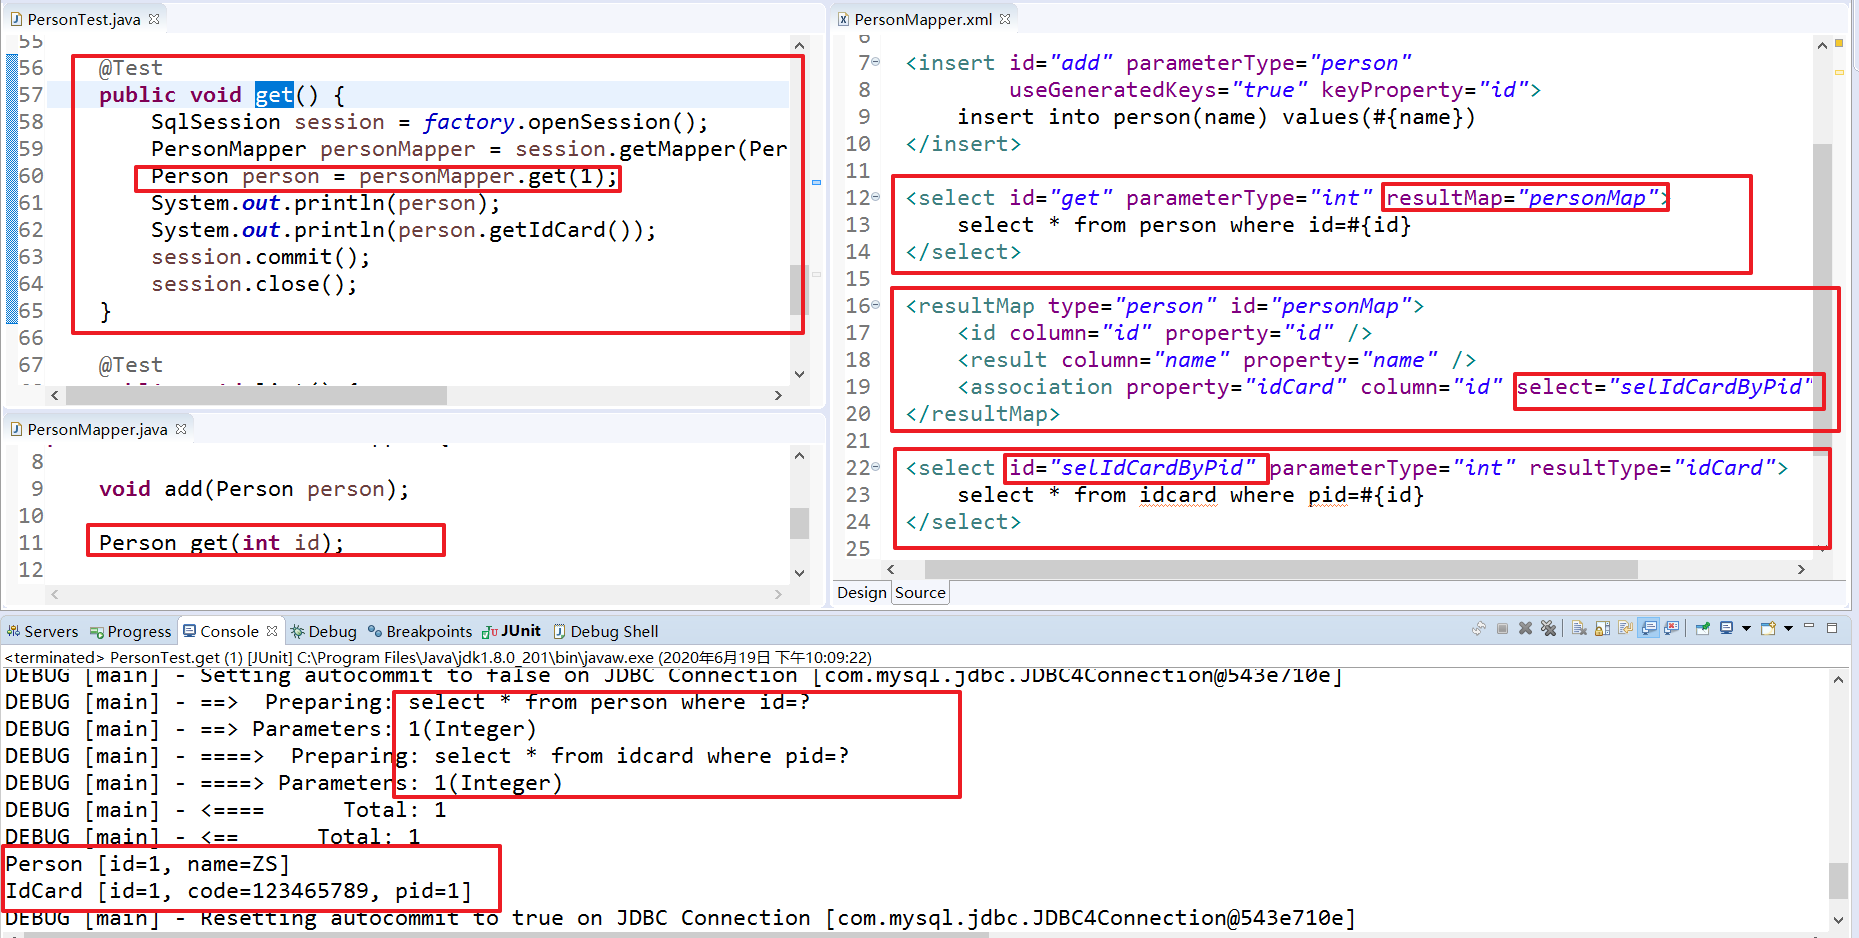 PersonTest.java
55
56 @Test
57 public void get() {
58 SqlSession session = factory.openSession();
59 PersonMapper personMapper = session.getMapper(Per
60 Person person = personMapper.get(1);
61 System.out.println(person);
62 System.out.println(person.getIdCard());
63 session.commit();
64 session.close();
65 }
66
67 @Test
PersonMapper.java
8
9 void add(Person person);
10
11 Person get(int id);
12
PersonMapper.xml
6
7 <insert id="add" parameterType="person"
8 useGeneratedKeys="true" keyProperty="id">
9 insert into person(name) values(#{name})
10 </insert>
11
12 <select id="get" parameterType="int" resultMap="personMap">
13 select * from person where id=#{id}
14 </select>
15
16 <resultMap type="person" id="personMap">
17 <id column="id" property="id" />
18 <result column="name" property="name" />
19 <association property="idCard" column="id" select="selIdCardByPid"
20 </resultMap>
21
22 <select id="selIdCardByPid" parameterType="int" resultType="idCard">
23 select * from idcard where pid=#{id}
24 </select>
25
Design Source
Servers Progress Console Debug Breakpoints JUnit Debug Shell
<terminated> PersonTest.get (1) [JUnit] C:\Program Files\Java\jdk1.8.0_201\bin\javaw.exe (2020年6月19日 下午10:09:22)
DEBUG [main] - Setting autocommit to false on JDBC Connection [com.mysql.jdbc.JDBC4Connection@543e710e]
DEBUG [main] - ==>  Preparing: select * from person where id=?
DEBUG [main] - ==> Parameters: 1(Integer)
DEBUG [main] - ====>  Preparing: select * from idcard where pid=?
DEBUG [main] - ====> Parameters: 1(Integer)
DEBUG [main] - <====      Total: 1
DEBUG [main] - <==      Total: 1
Person [id=1, name=ZS]
IdCard [id=1, code=123465789, pid=1]
DEBUG [main] - Resetting autocommit to true on JDBC Connection [com.mysql.jdbc.JDBC4Connection@543e710e]